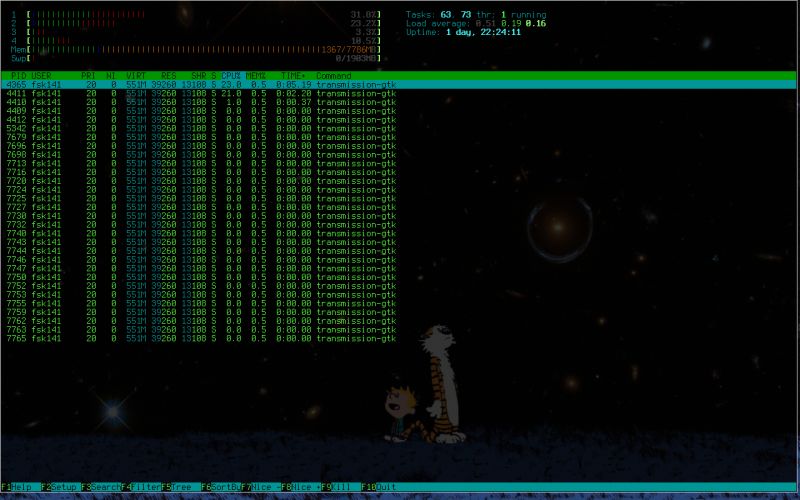 1 [ 31.8%] Tasks: 63, 73 thr; 1 running
2 [ 23.2%] Load average: 0.51 0.19 0.16
3 [ 3.3%] Uptime: 1 day, 22:24:11
4 [ 10.5%]
Mem[ 1367/7786MB]
Swp[ 0/1903MB]
PID USER PRI NI VIRT RES SHR S CPU% MEM% TIME+ Command
4365 fsk141 20 0 551M 39260 13108 S 23.0 0.5 0:05.19 transmission-gtk
4411 fsk141 20 0 551M 39260 13108 S 21.0 0.5 0:02.20 transmission-gtk
4410 fsk141 20 0 551M 39260 13108 S 1.0 0.5 0:00.37 transmission-gtk
4409 fsk141 20 0 551M 39260 13108 S 0.0 0.5 0:00.00 transmission-gtk
4412 fsk141 20 0 551M 39260 13108 S 0.0 0.5 0:00.00 transmission-gtk
5342 fsk141 20 0 551M 39260 13108 S 0.0 0.5 0:00.00 transmission-gtk
7679 fsk141 20 0 551M 39260 13108 S 0.0 0.5 0:00.00 transmission-gtk
7696 fsk141 20 0 551M 39260 13108 S 0.0 0.5 0:00.00 transmission-gtk
7698 fsk141 20 0 551M 39260 13108 S 0.0 0.5 0:00.00 transmission-gtk
7713 fsk141 20 0 551M 39260 13108 S 0.0 0.5 0:00.00 transmission-gtk
7716 fsk141 20 0 551M 39260 13108 S 0.0 0.5 0:00.00 transmission-gtk
7720 fsk141 20 0 551M 39260 13108 S 0.0 0.5 0:00.00 transmission-gtk
7724 fsk141 20 0 551M 39260 13108 S 0.0 0.5 0:00.00 transmission-gtk
7725 fsk141 20 0 551M 39260 13108 S 0.0 0.5 0:00.00 transmission-gtk
7727 fsk141 20 0 551M 39260 13108 S 0.0 0.5 0:00.00 transmission-gtk
7730 fsk141 20 0 551M 39260 13108 S 0.0 0.5 0:00.00 transmission-gtk
7732 fsk141 20 0 551M 39260 13108 S 0.0 0.5 0:00.00 transmission-gtk
7740 fsk141 20 0 551M 39260 13108 S 0.0 0.5 0:00.00 transmission-gtk
7743 fsk141 20 0 551M 39260 13108 S 0.0 0.5 0:00.00 transmission-gtk
7744 fsk141 20 0 551M 39260 13108 S 0.0 0.5 0:00.00 transmission-gtk
7746 fsk141 20 0 551M 39260 13108 S 0.0 0.5 0:00.00 transmission-gtk
7747 fsk141 20 0 551M 39260 13108 S 0.0 0.5 0:00.00 transmission-gtk
7750 fsk141 20 0 551M 39260 13108 S 0.0 0.5 0:00.00 transmission-gtk
7752 fsk141 20 0 551M 39260 13108 S 0.0 0.5 0:00.00 transmission-gtk
7753 fsk141 20 0 551M 39260 13108 S 0.0 0.5 0:00.00 transmission-gtk
7755 fsk141 20 0 551M 39260 13108 S 0.0 0.5 0:00.00 transmission-gtk
7759 fsk141 20 0 551M 39260 13108 S 0.0 0.5 0:00.00 transmission-gtk
7762 fsk141 20 0 551M 39260 13108 S 0.0 0.5 0:00.00 transmission-gtk
7763 fsk141 20 0 551M 39260 13108 S 0.0 0.5 0:00.00 transmission-gtk
7765 fsk141 20 0 551M 39260 13108 S 0.0 0.5 0:00.00 transmission-gtk
F1Help F2Setup F3SearchF4FilterF5Tree F6SortByF7Nice -F8Nice +F9Kill F10Quit